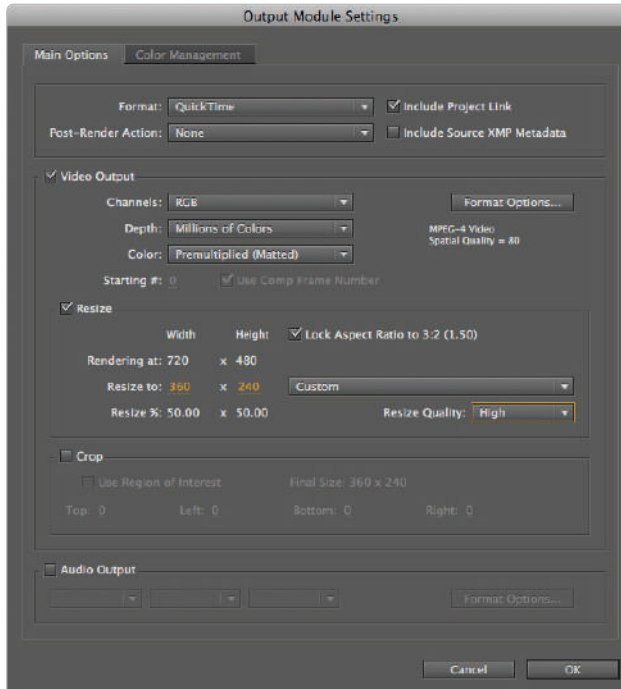 Output Module Settings
Main Options Color Management
Format: QuickTime Include Project Link
Post-Render Action: None Include Source XMP Metadata
Video Output
Channels: RGB Format Options...
Depth: Millions of Colors MPEG-4 Video
Spatial Quality = 80
Color: Premultiplied (Matted)
Starting #: 0 Use Comp Frame Number
Resize
Width Height Lock Aspect Ratio to 3:2 (1.50)
Rendering at: 720 x 480
Resize to: 360 x 240 Custom
Resize %: 50.00 x 50.00 Resize Quality: High
Crop
Use Region of Interest Final Size: 360 x 240
Top: 0 Left: 0 Bottom: 0 Right: 0
Audio Output
Format Options...
Cancel OK